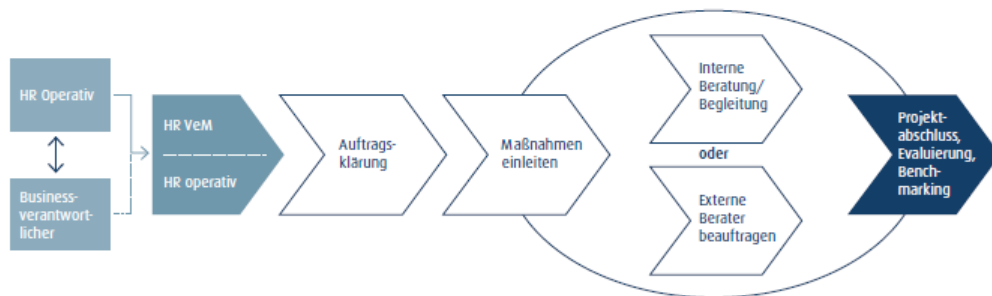 HR Operativ
Business-
verantwort-
licher
HR VeM
HR operativ
Auftrags-
klärung
Maßnahmen
einleiten
Interne
Beratung/
Begleitung
oder
Externe
Berater
beauftragen
Projekt-
abschluss,
Evaluierung,
Bench-
marking